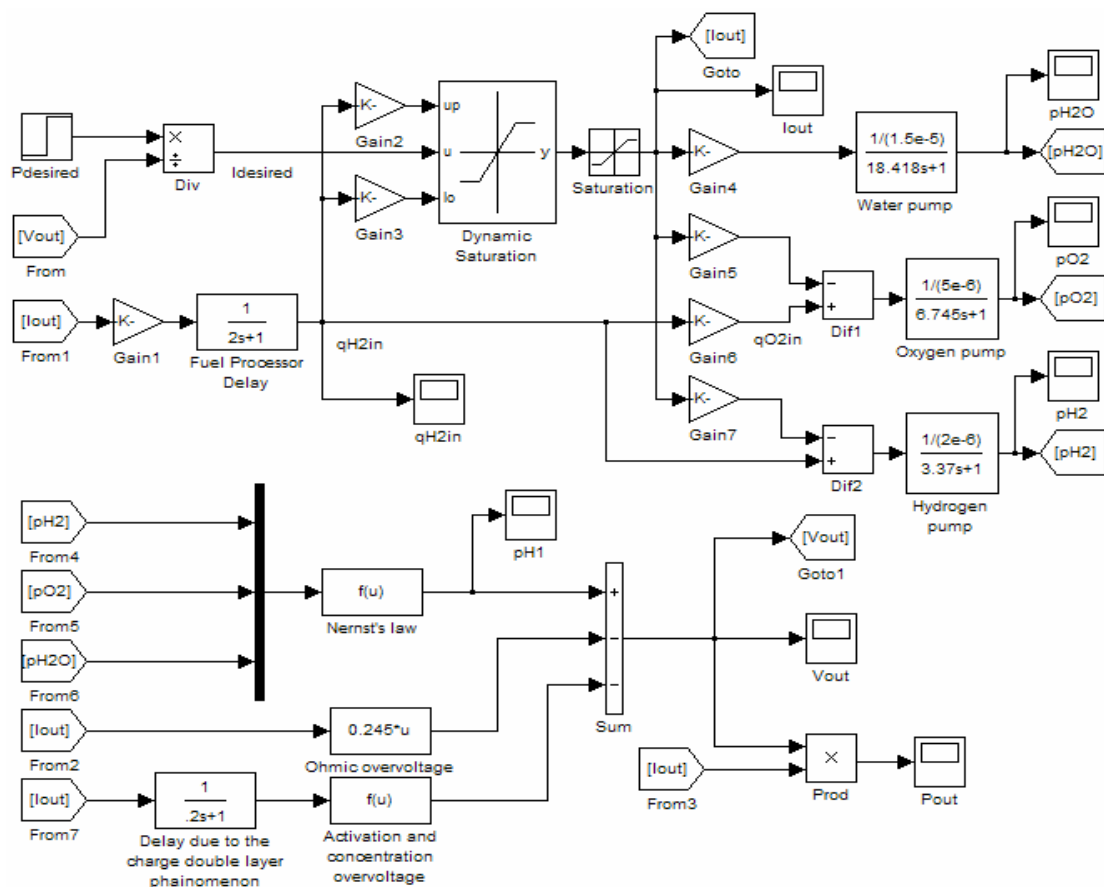 [Iout]
Goto
Iout
pH2O
[pH2O]
Pdesired
×
÷
Div
Idesired
K-
Gain2
K-
Gain3
up
u
lo
y
Dynamic
Saturation
Saturation
K-
Gain4
1/(1.5e-5)
18.418s+1
Water pump
[Vout]
From
K-
Gain5
−
+
Dif1
1/(5e-6)
6.745s+1
Oxygen pump
pO2
[pO2]
[Iout]
From1
K-
Gain1
1
2s+1
Fuel Processor
Delay
qH2in
qH2in
K-
Gain6
qO2in
K-
Gain7
−
+
Dif2
1/(2e-6)
3.37s+1
Hydrogen
pump
pH2
[pH2]
[pH2]
From4
[pO2]
From5
[pH2O]
From6
f(u)
Nernst's law
pH1
+
−
−
Sum
[Vout]
Goto1
Vout
[Iout]
From2
0.245*u
Ohmic overvoltage
[Iout]
From3
×
Prod
Pout
[Iout]
From7
1
.2s+1
Delay due to the
charge double layer
phainomenon
f(u)
Activation and
concentration
overvoltage